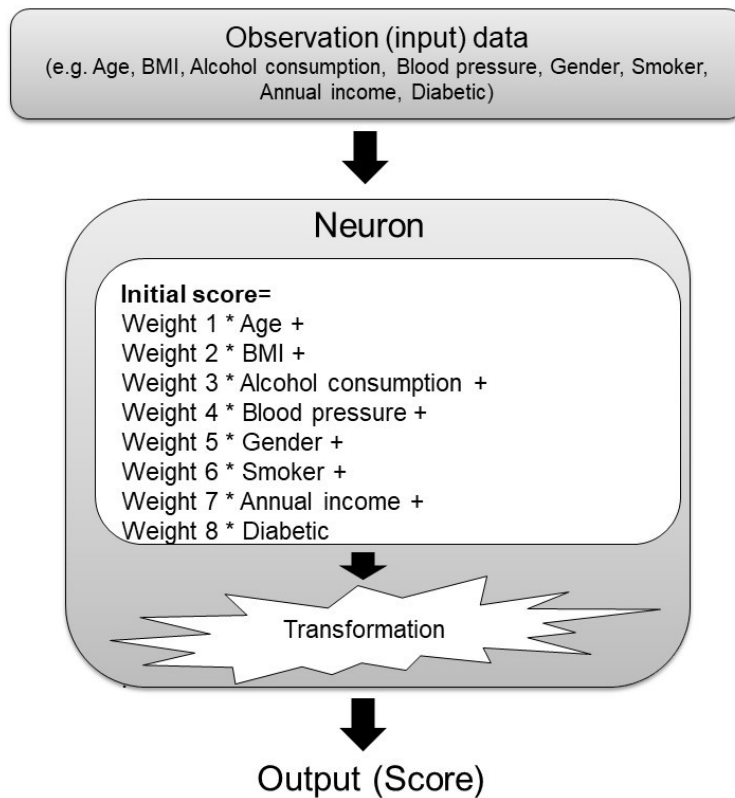 Observation (input) data
(e.g. Age, BMI, Alcohol consumption, Blood pressure, Gender, Smoker,
Annual income, Diabetic)
Neuron
Initial score=
Weight 1 * Age +
Weight 2 * BMI +
Weight 3 * Alcohol consumption +
Weight 4 * Blood pressure +
Weight 5 * Gender +
Weight 6 * Smoker +
Weight 7 * Annual income +
Weight 8 * Diabetic
Transformation
Output (Score)